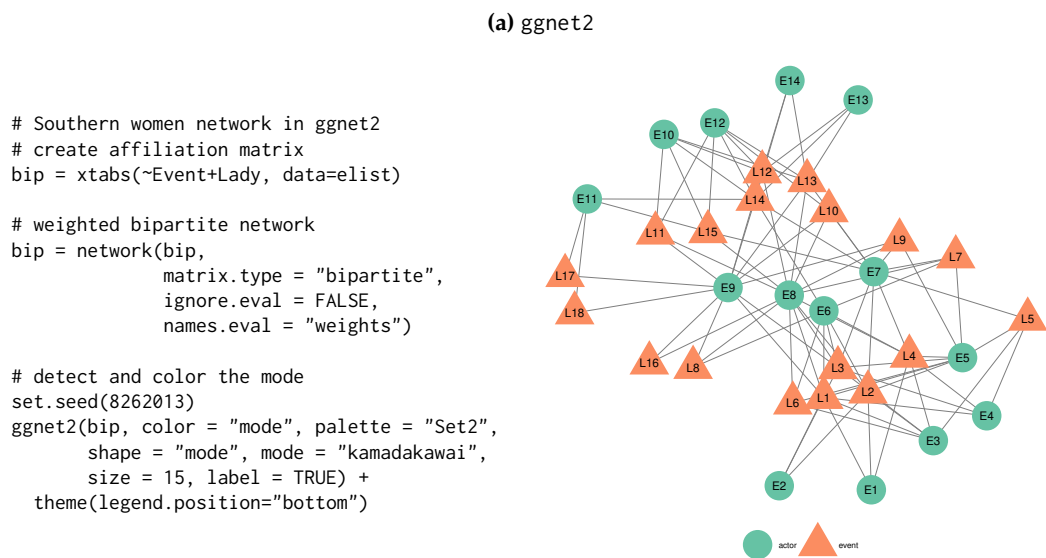 (a) ggnet2
# Southern women network in ggnet2
# create affiliation matrix
bip = xtabs(~Event+Lady, data=elist)
# weighted bipartite network
bip = network(bip,
matrix.type = "bipartite",
ignore.eval = FALSE,
names.eval = "weights")
# detect and color the mode
set.seed(8262013)
ggnet2(bip, color = "mode", palette = "Set2",
shape = "mode", mode = "kamadakawai",
size = 15, label = TRUE) +
theme(legend.position="bottom")
E14
E13
E12
E10
L12
L13
E11
L14
L10
L11
L15
L9
L7
E7
L17
E9
E8
L18
E6
L5
L16
L8
L3
L4
E5
L6
L1
L2
E4
E3
E2
E1
actor
event